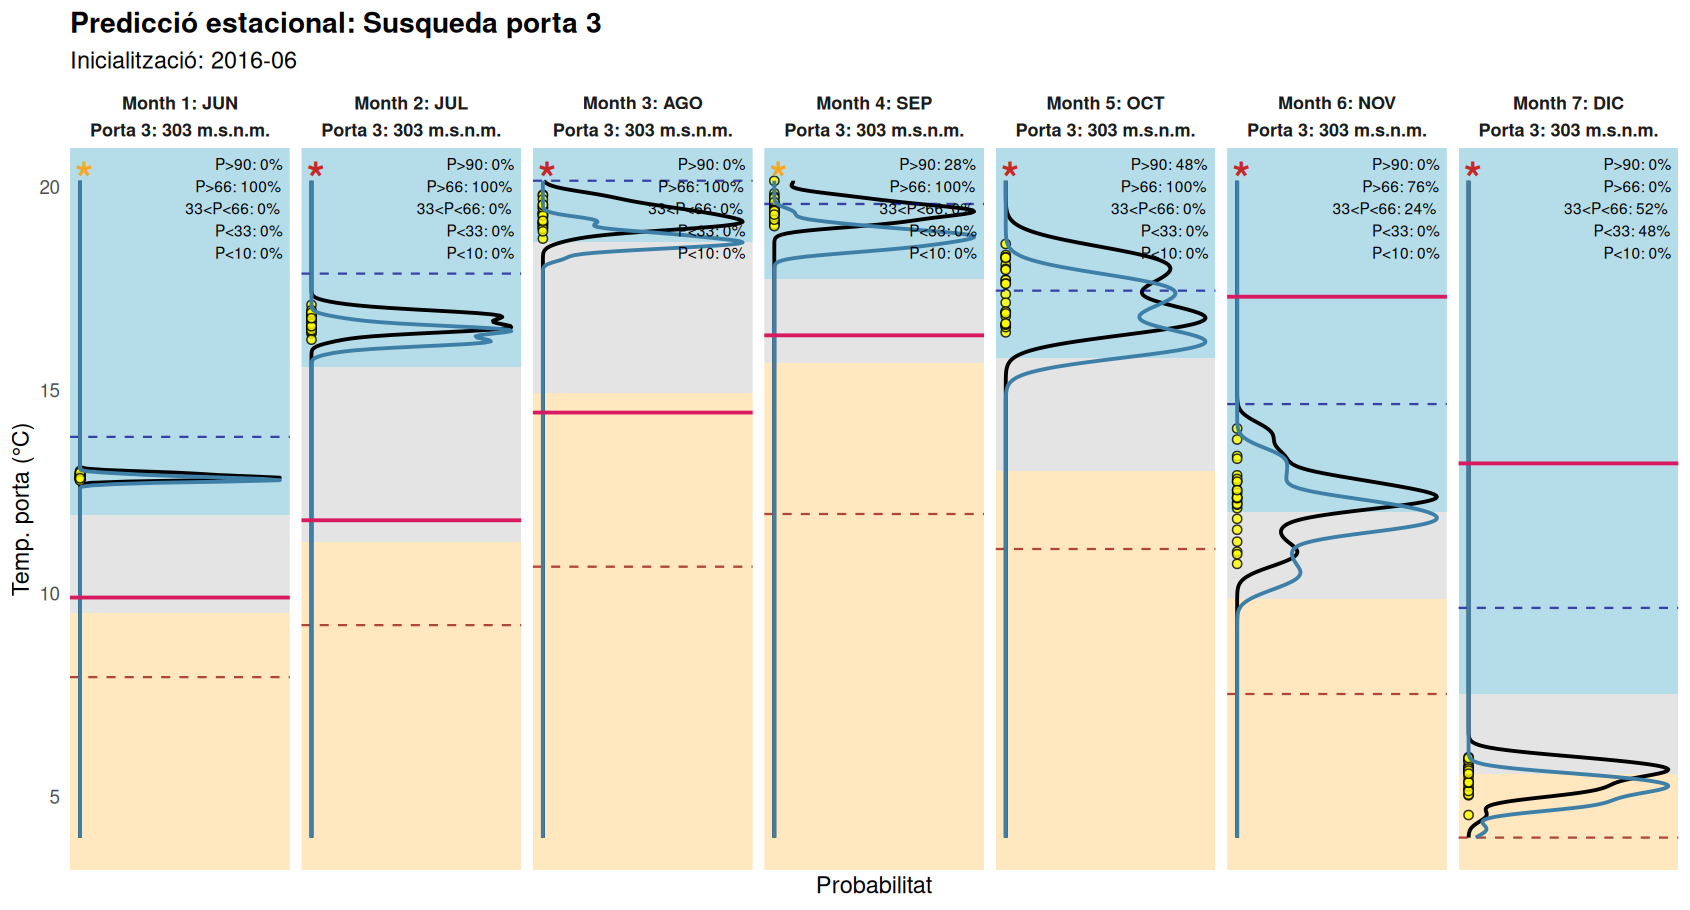 Predicció estacional: Susqueda porta 3
Inicialització: 2016-06
Month 1: JUN
Porta 3: 303 m.s.n.m.
Month 2: JUL
Porta 3: 303 m.s.n.m.
Month 3: AGO
Porta 3: 303 m.s.n.m.
Month 4: SEP
Porta 3: 303 m.s.n.m.
Month 5: OCT
Porta 3: 303 m.s.n.m.
Month 6: NOV
Porta 3: 303 m.s.n.m.
Month 7: DIC
Porta 3: 303 m.s.n.m.
*
P>90: 0%
P>66: 100%
33<P<66: 0%
P<33: 0%
P<10: 0%
*
P>90: 0%
P>66: 100%
33<P<66: 0%
P<33: 0%
P<10: 0%
*
P>90: 0%
P>66: 100%
33<P<66: 0%
P<33: 0%
P<10: 0%
*
P>90: 28%
P>66: 100%
33<P<66: 0%
P<33: 0%
P<10: 0%
*
P>90: 48%
P>66: 100%
33<P<66: 0%
P<33: 0%
P<10: 0%
*
P>90: 0%
P>66: 76%
33<P<66: 24%
P<33: 0%
P<10: 0%
*
P>90: 0%
P>66: 0%
33<P<66: 52%
P<33: 48%
P<10: 0%
20
15
10
5
Temp. porta (°C)
Probabilitat